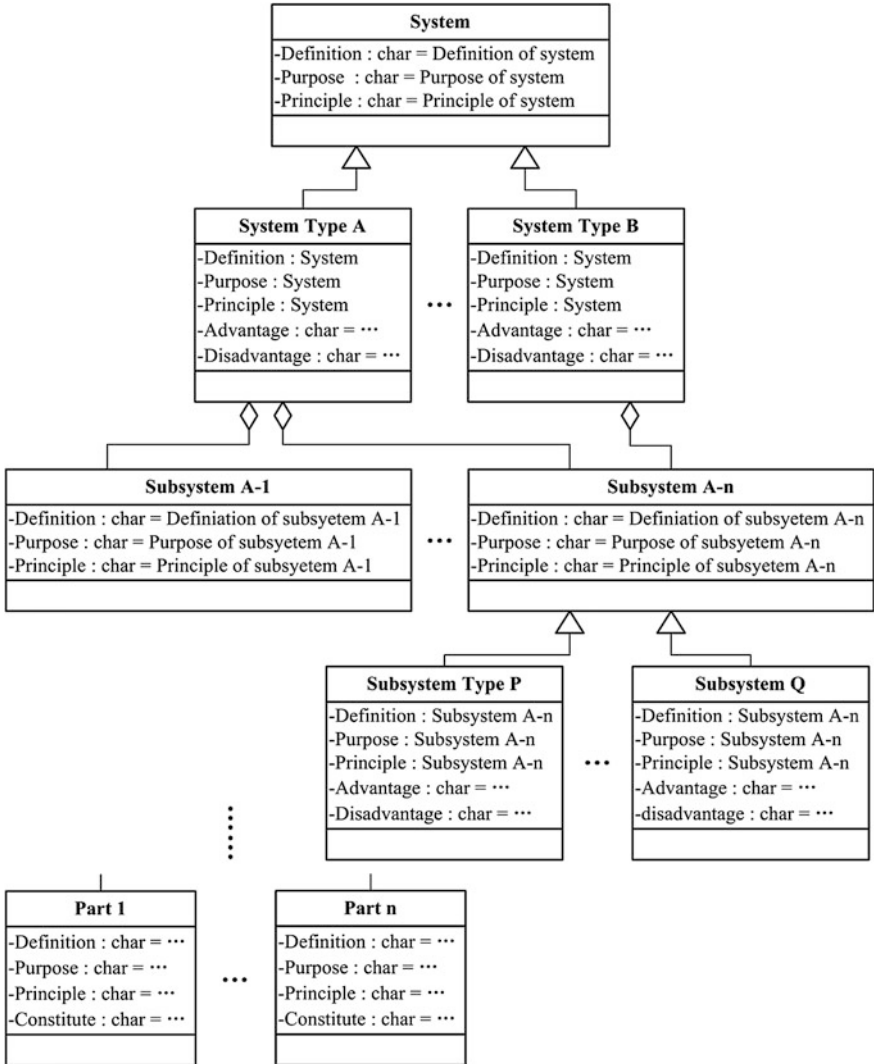 System
-Definition : char = Definition of system
-Purpose : char = Purpose of system
-Principle : char = Principle of system
System Type A
-Definition : System
-Purpose : System
-Principle : System
-Advantage : char = ···
-Disadvantage : char = ···
···
System Type B
-Definition : System
-Purpose : System
-Principle : System
-Advantage : char = ···
-Disadvantage : char = ···
Subsystem A-1
-Definition : char = Definiation of subsyetem A-1
-Purpose : char = Purpose of subsyetem A-1
-Principle : char = Principle of subsyetem A-1
···
Subsystem A-n
-Definition : char = Definiation of subsyetem A-n
-Purpose : char = Purpose of subsyetem A-n
-Principle : char = Principle of subsyetem A-n
Subsystem Type P
-Definition : Subsystem A-n
-Purpose : Subsystem A-n
-Principle : Subsystem A-n
-Advantage : char = ···
-Disadvantage : char = ···
···
Subsystem Q
-Definition : Subsystem A-n
-Purpose : Subsystem A-n
-Principle : Subsystem A-n
-Advantage : char = ···
-disadvantage : char = ···
Part 1
-Definition : char = ···
-Purpose : char = ···
-Principle : char = ···
-Constitute : char = ···
···
Part n
-Definition : char = ···
-Purpose : char = ···
-Principle : char = ···
-Constitute : char = ···